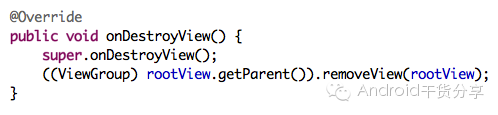 @Override
public void onDestroyView() {
    super.onDestroyView();
    ((ViewGroup) rootView.getParent()).removeView(rootView);
}
Android干货分享